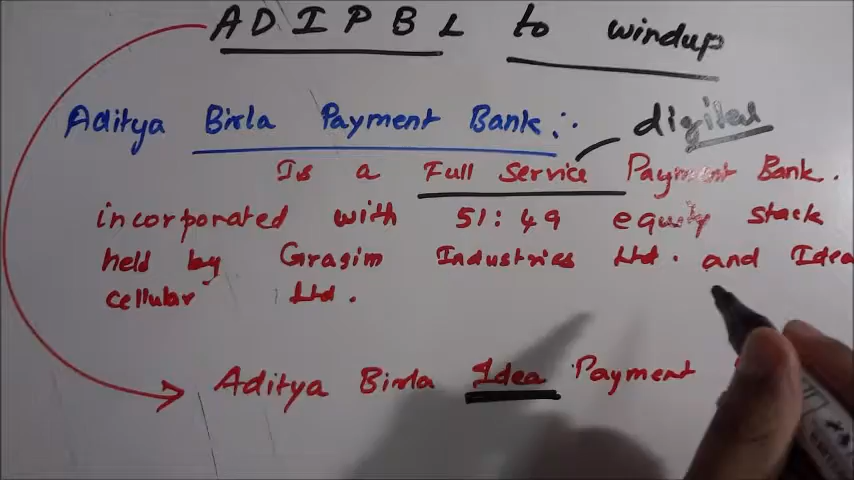 ADIPBL to windup
Aditya Birla Payment Bank:. digital
Is a Full Service Payment Bank.
incorporated with 51:49 equity stack
held by Grasim Industries Ltd. and Idea
cellular Ltd.
Aditya Birla Idea Payment